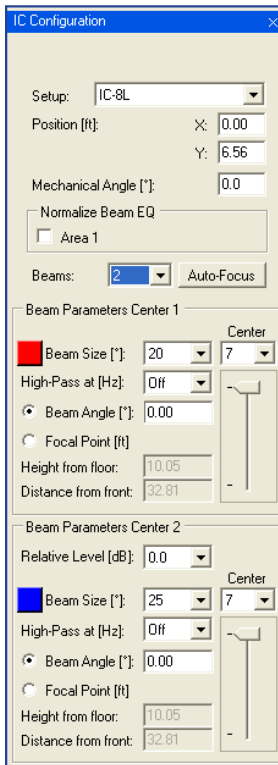 IC Configuration
Setup: IC-8L
Position [ft]: X: 0.00
Y: 6.56
Mechanical Angle [°]: 0.0
Normalize Beam EQ
Area 1
Beams: 2 Auto-Focus
Beam Parameters Center 1
Center
Beam Size [°]: 20 7
High-Pass at [Hz]: Off
Beam Angle [°]: 0.00
Focal Point [ft]
Height from floor: 10.05
Distance from front: 32.81
Beam Parameters Center 2
Relative Level [dB]: 0.0
Center
Beam Size [°]: 25 7
High-Pass at [Hz]: Off
Beam Angle [°]: 0.00
Focal Point [ft]
Height from floor: 10.05
Distance from front: 32.81